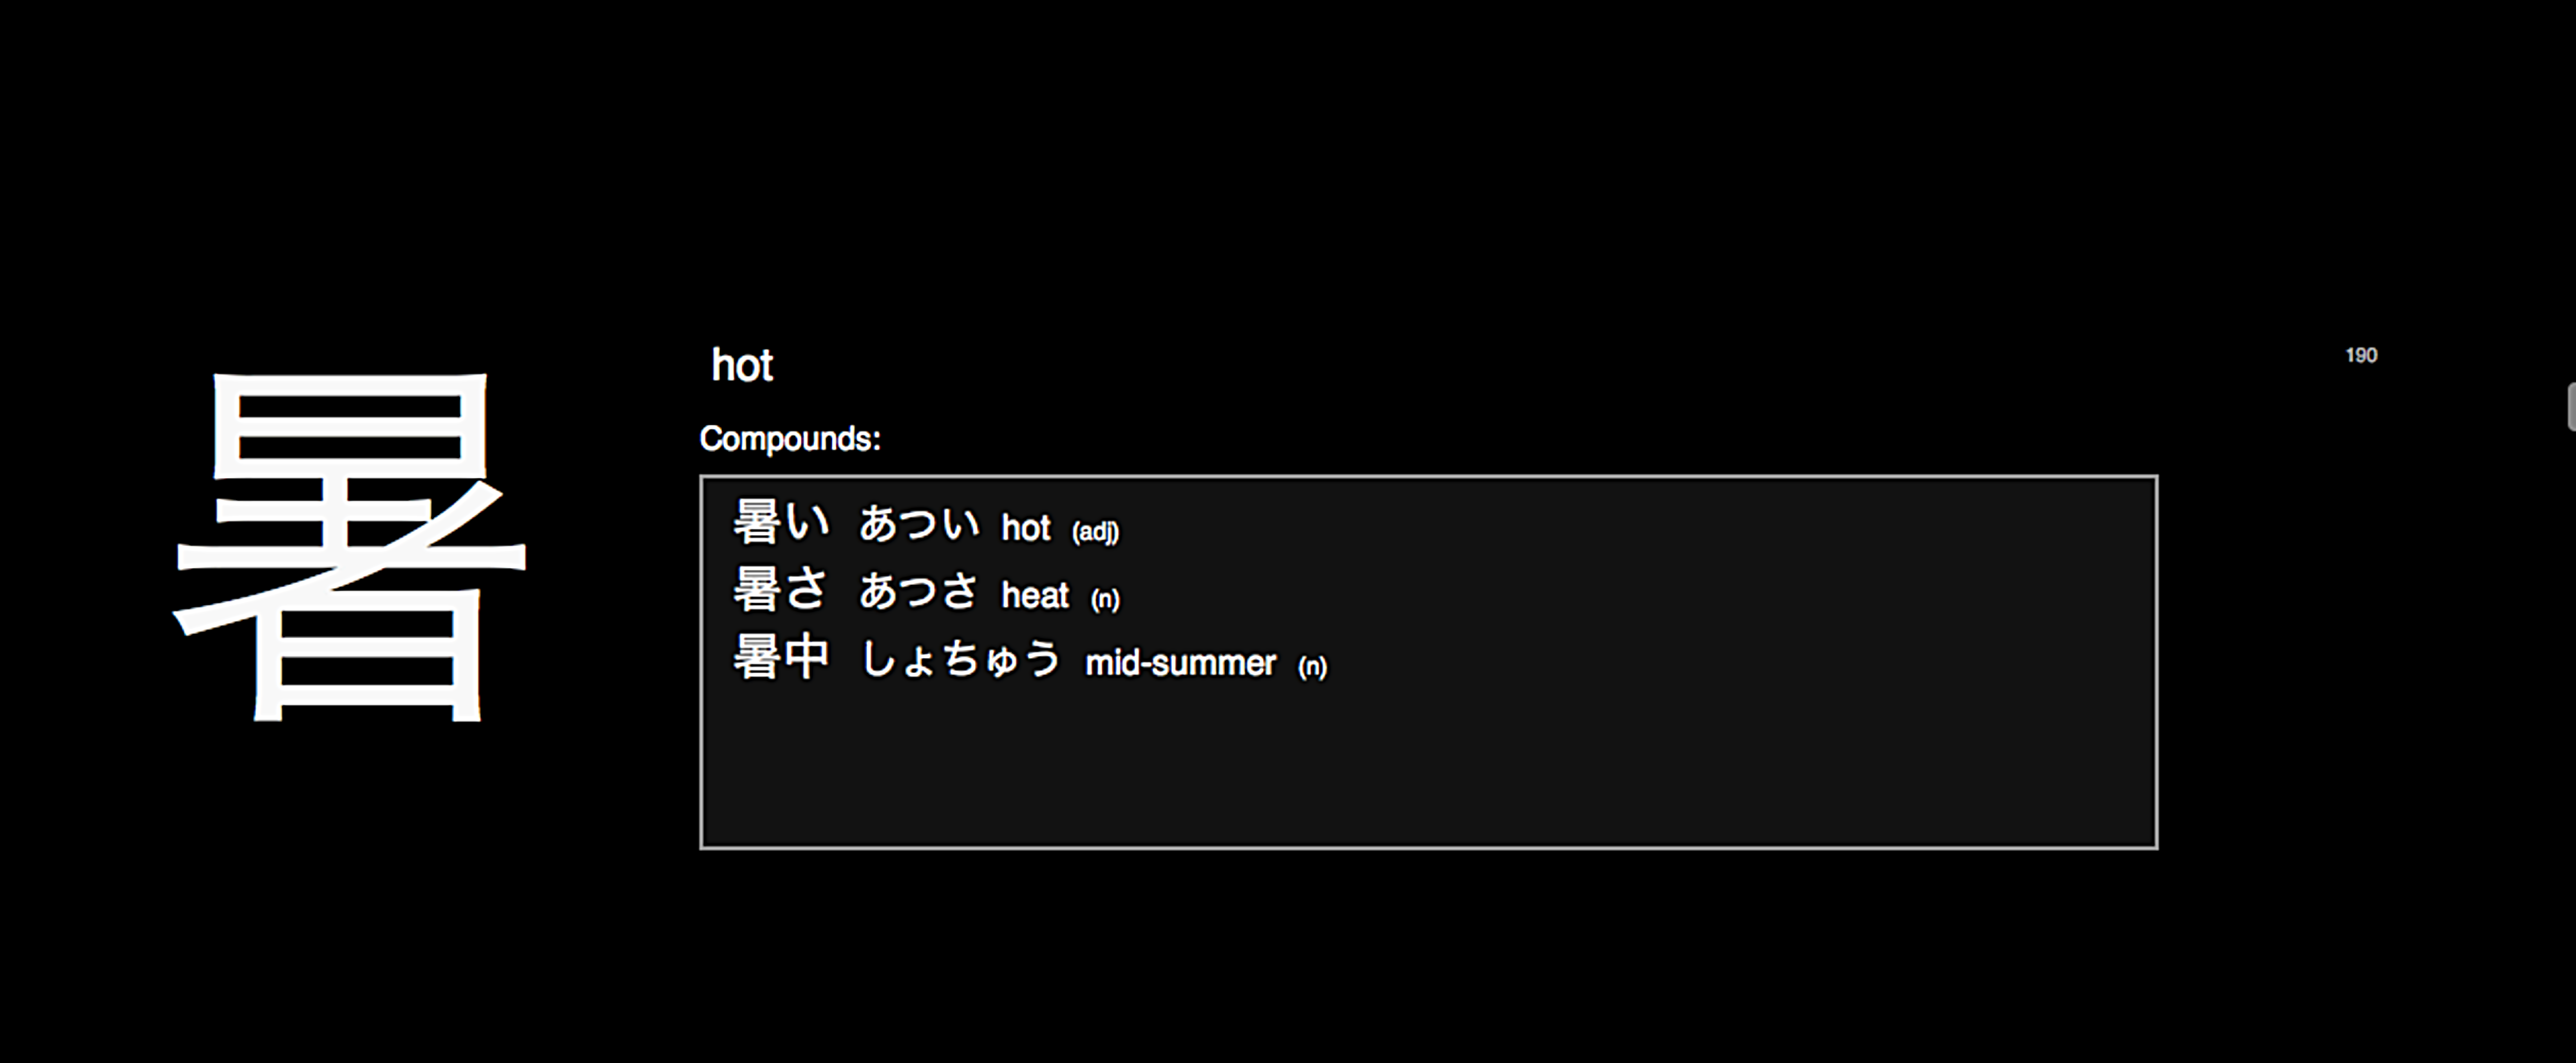 暑
hot
190
Compounds:
暑い あつい hot (adj)
暑さ あつさ heat (n)
暑中 しょちゅう mid-summer (n)